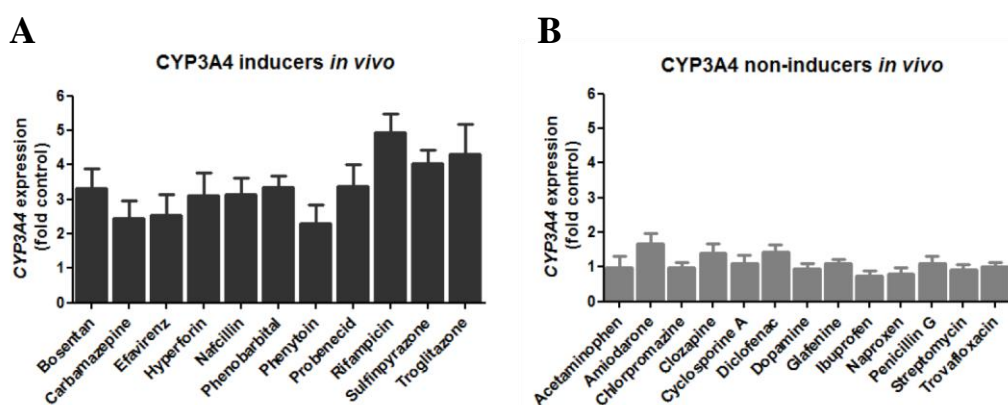 A
CYP3A4 inducers in vivo
CYP3A4 expression
(fold control)
6
5
4
3
2
1
0
Bosentan
Carbamazepine
Efavirenz
Hyperforin
Nafcillin
Phenobarbital
Phenytoin
Probenecid
Rifampicin
Sulfinpyrazone
Troglitazone
B
CYP3A4 non-inducers in vivo
CYP3A4 expression
(fold control)
6
5
4
3
2
1
0
Acetaminophen
Amiodarone
Chlorpromazine
Clozapine
Cyclosporine A
Diclofenac
Dopamine
Glafenine
Ibuprofen
Naproxen
Penicillin G
Streptomycin
Trovafloxacin